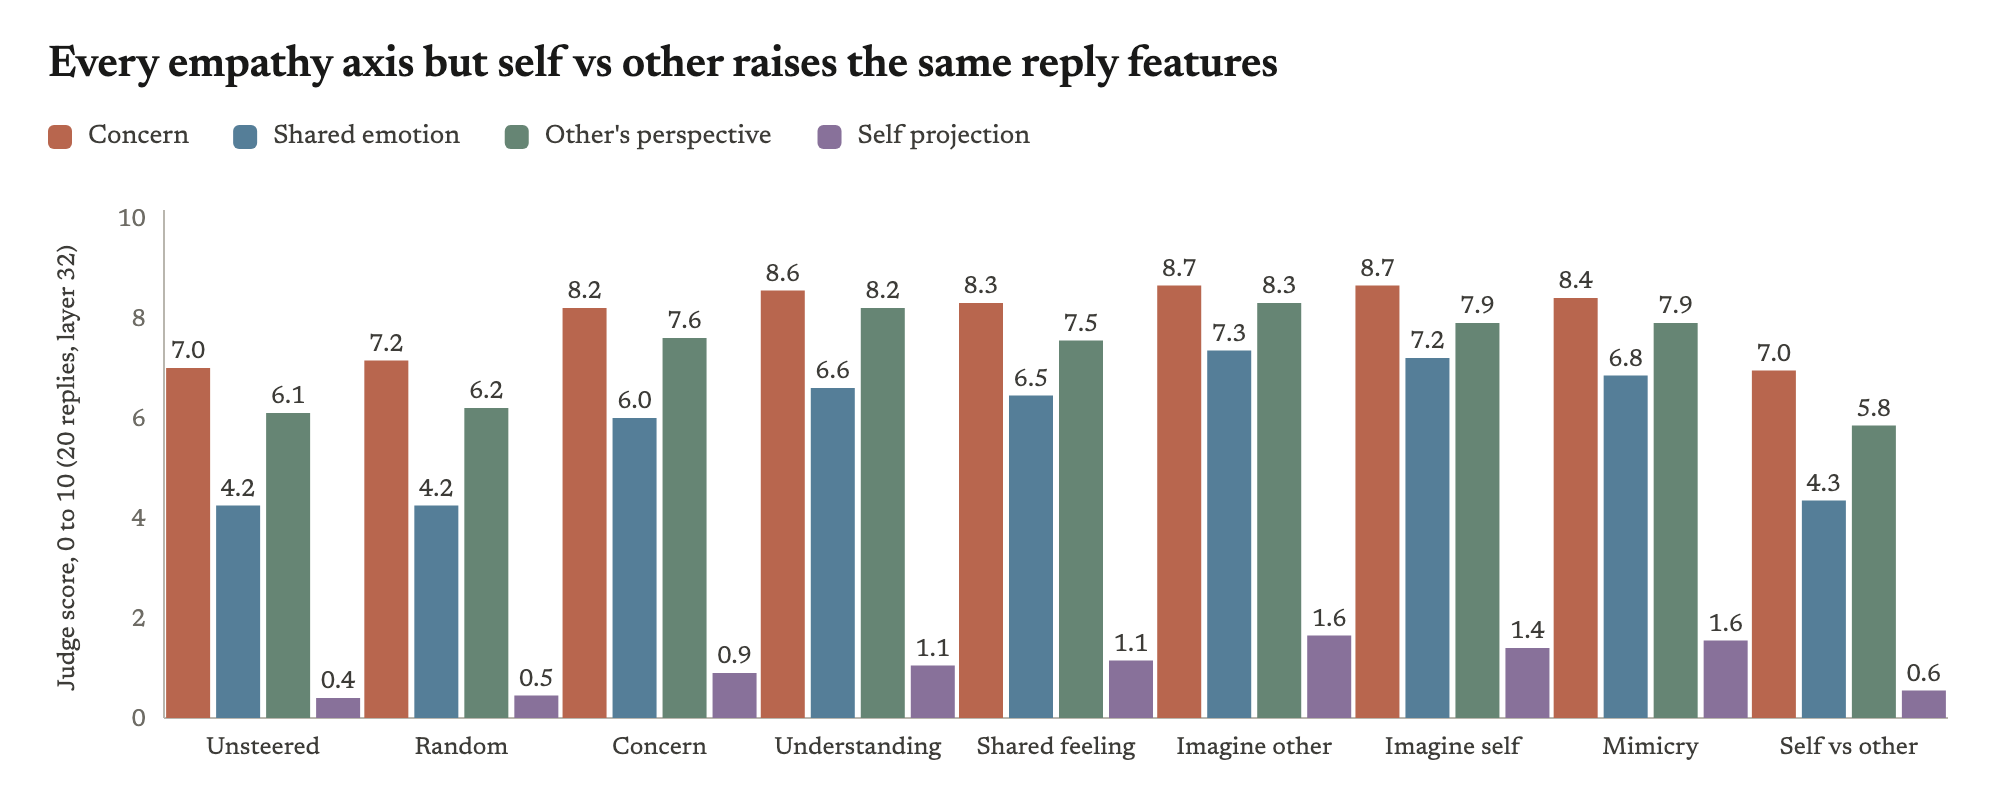 Every empathy axis but self vs other raises the same reply features
Concern Shared emotion Other's perspective Self projection
Judge score, 0 to 10 (20 replies, layer 32)
10
8
6
4
2
0
7.0 4.2 6.1 0.4
7.2 4.2 6.2 0.5
8.2 6.0 7.6 0.9
8.6 6.6 8.2 1.1
8.3 6.5 7.5 1.1
8.7 7.3 8.3 1.6
8.7 7.2 7.9 1.4
8.4 6.8 7.9 1.6
7.0 4.3 5.8 0.6
Unsteered Random Concern Understanding Shared feeling Imagine other Imagine self Mimicry Self vs other